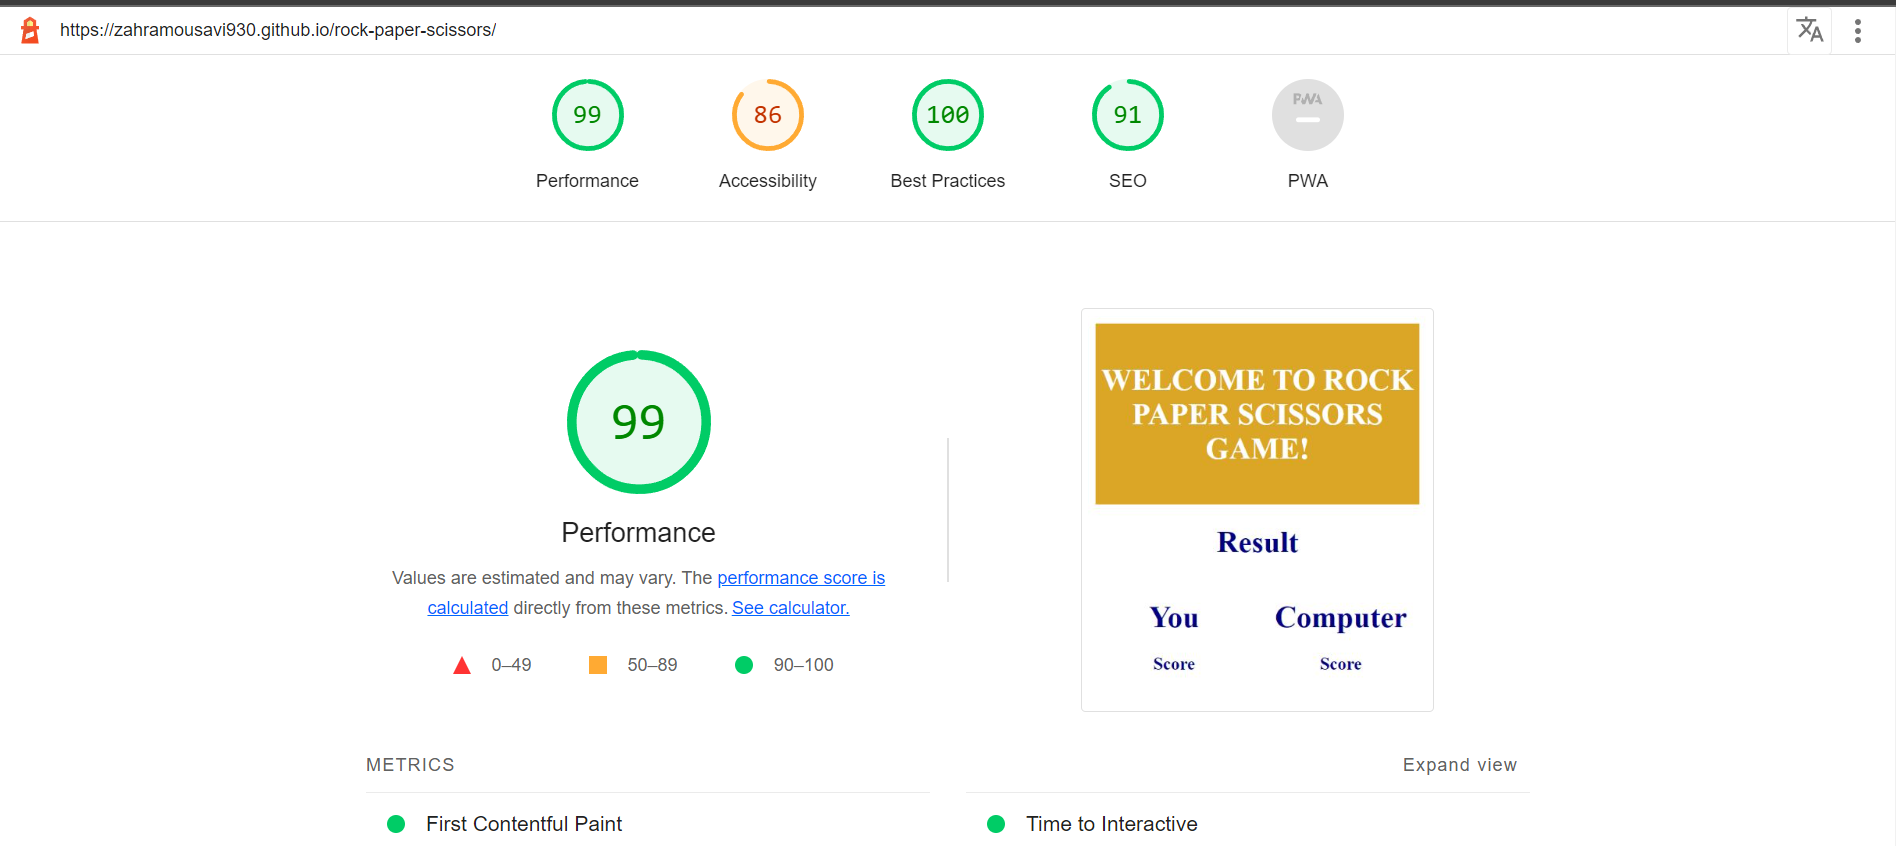 https://zahramousavi930.github.io/rock-paper-scissors/
99
86
100
91
PWA
Performance
Accessibility
Best Practices
SEO
PWA
99
Performance
Values are estimated and may vary. The performance score is
calculated directly from these metrics. See calculator.
0–49
50–89
90–100
WELCOME TO ROCK
PAPER SCISSORS
GAME!
Result
You
Computer
Score
Score
METRICS
Expand view
First Contentful Paint
Time to Interactive